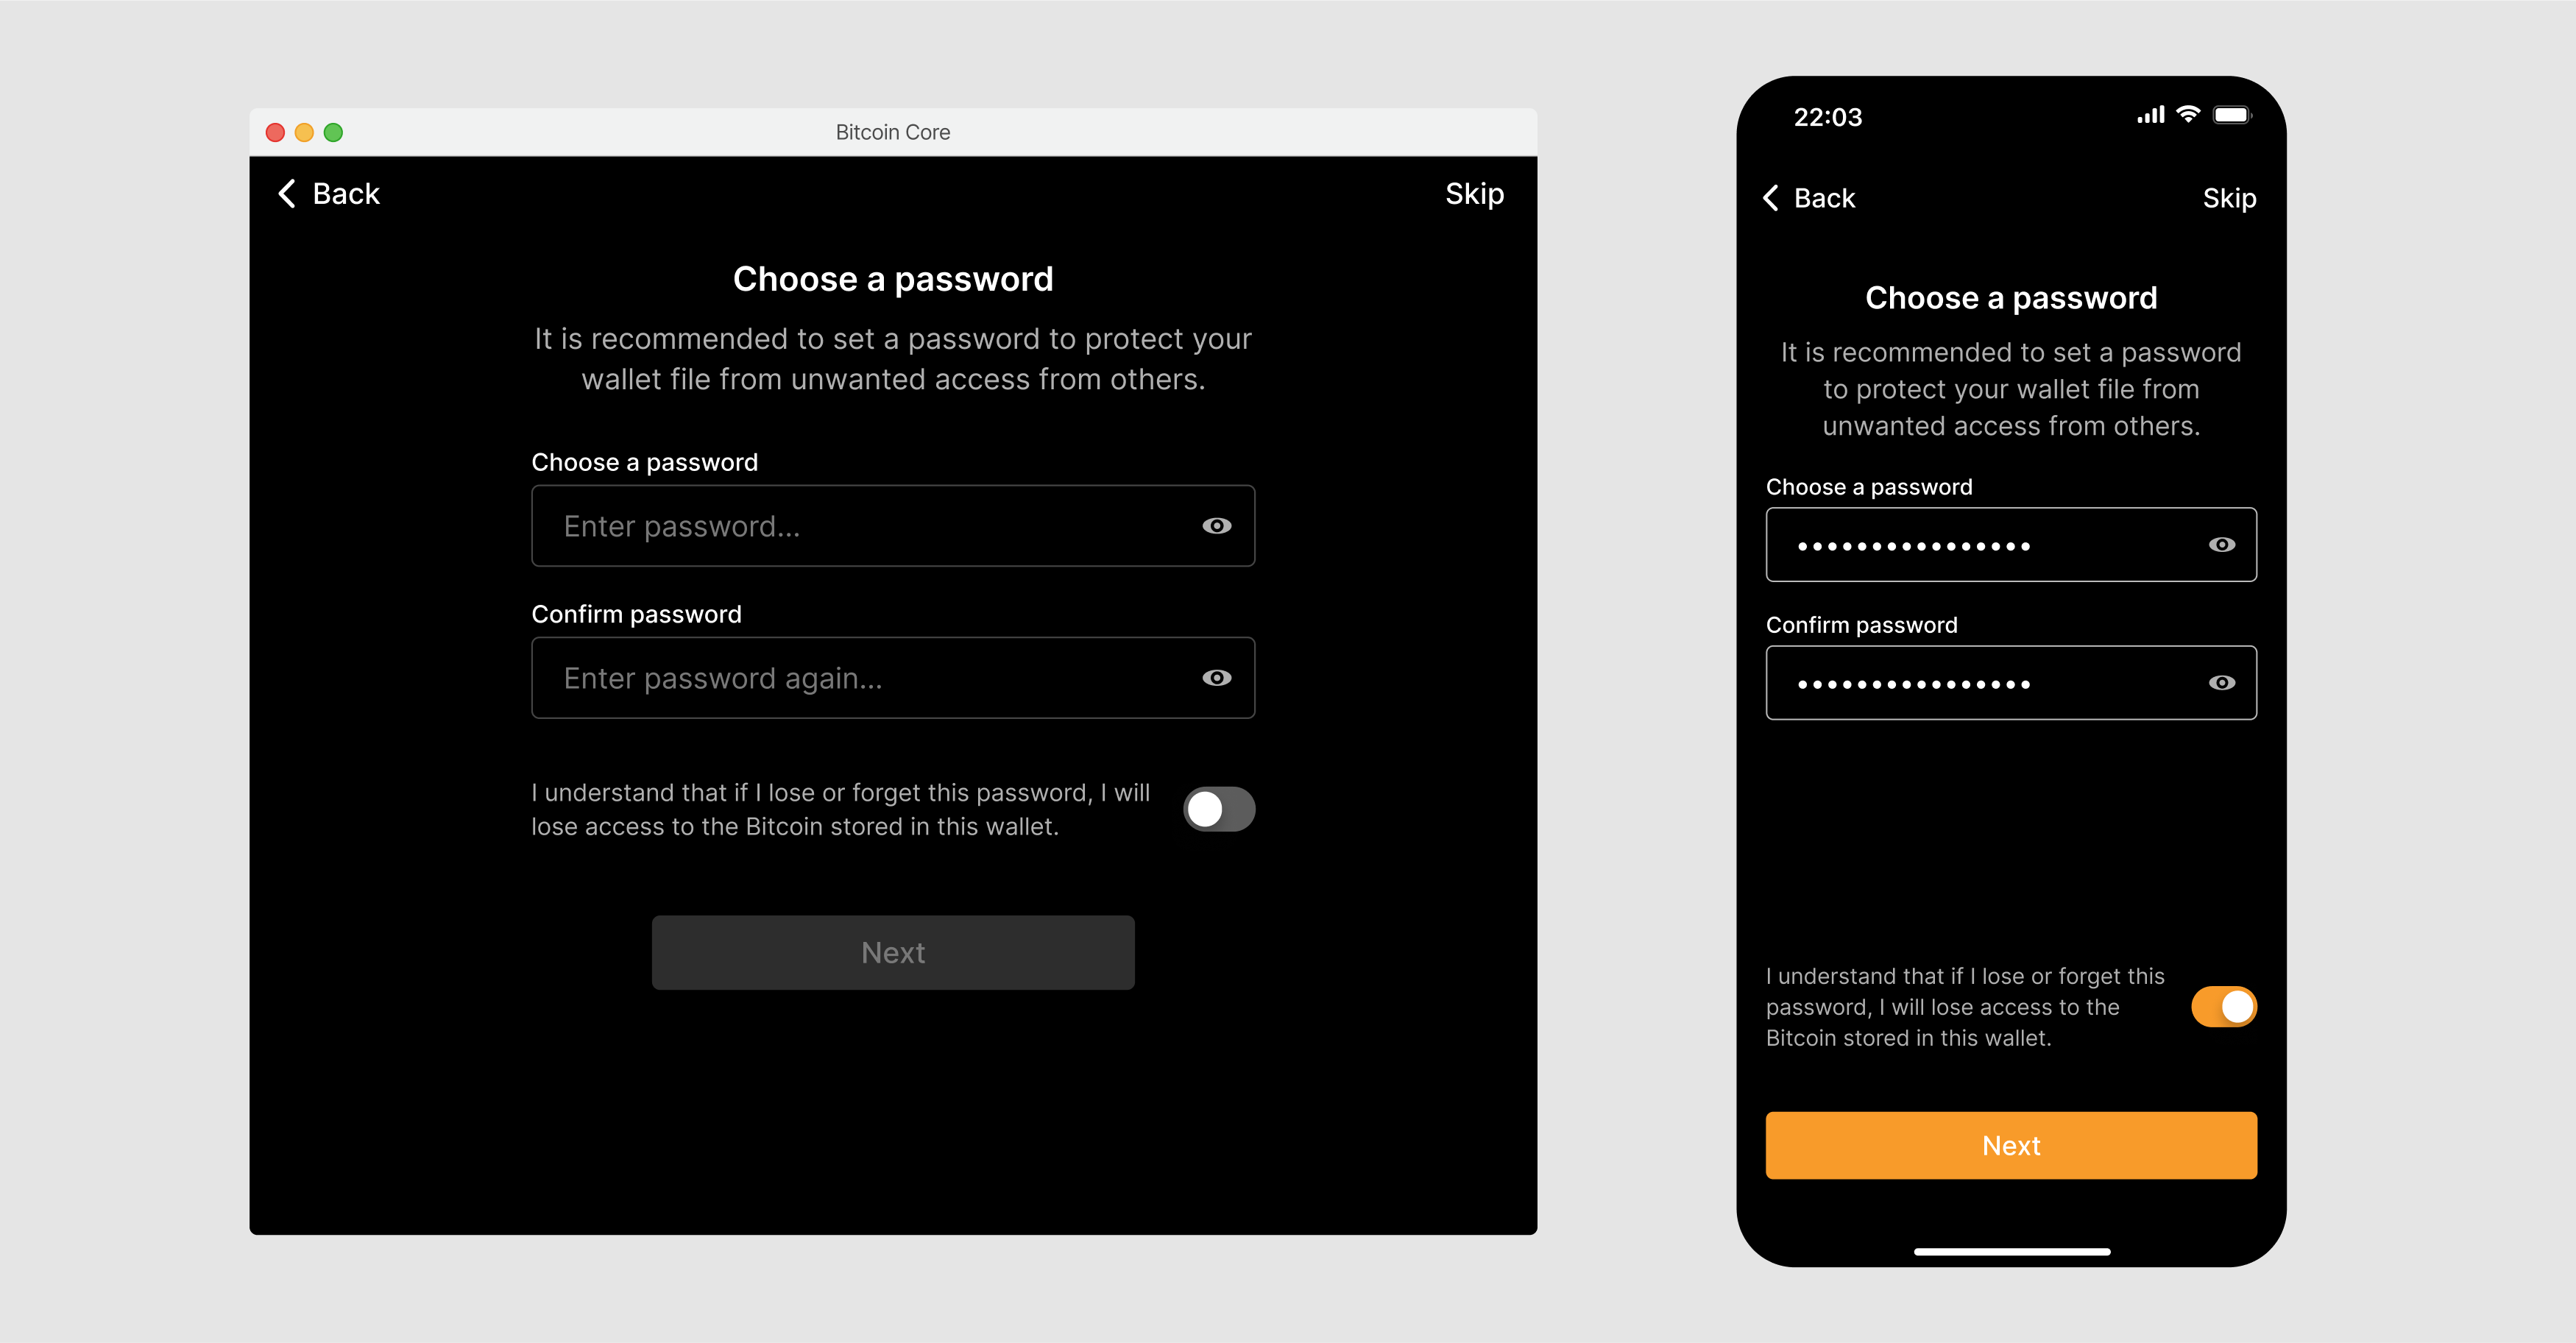 Bitcoin Core
Back
Skip
Choose a password
It is recommended to set a password to protect your
wallet file from unwanted access from others.
Choose a password
Enter password...
Confirm password
Enter password again...
I understand that if I lose or forget this password, I will
lose access to the Bitcoin stored in this wallet.
Next
22:03
Back
Skip
Choose a password
It is recommended to set a password
to protect your wallet file from
unwanted access from others.
Choose a password
••••••••••••••••
Confirm password
••••••••••••••••
I understand that if I lose or forget this
password, I will lose access to the
Bitcoin stored in this wallet.
Next